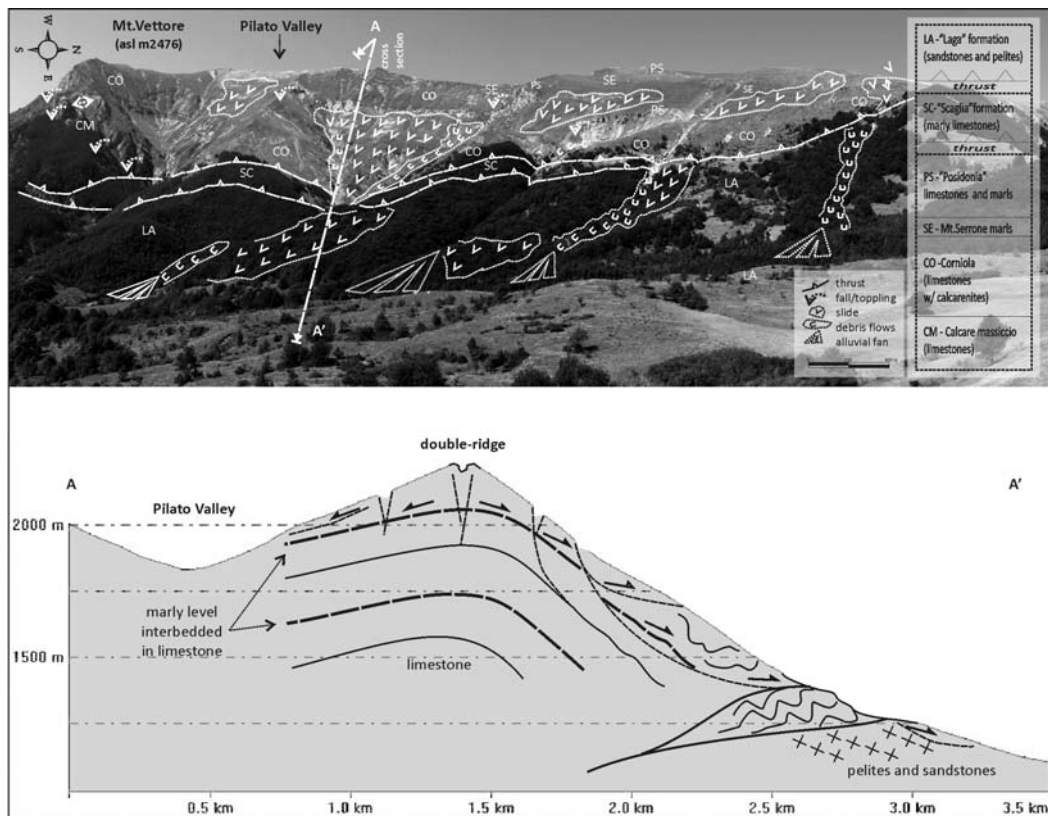 Mt.Vettore
(asl m2476)
Pilato Valley
A
cross
section
W
S
N
E
CO
CM
CO
SC
LA
CO
CO
SC
SE
PS
SE
PS
PS
CO
SE
CO
CO
LA
LA
A'
LA -"Laga" formation
(sandstones and pelites)
thrust
SC-"Scaglia"formation
(marly limestones)
thrust
PS -"Posidonia"
limestones and marls
SE - Mt.Serrone marls
CO -Corniola
(limestones
w/ calcarenites)
CM - Calcare massiccio
(limestones)
thrust
fall/toppling
slide
debris flows
alluvial fan
double-ridge
A
A'
Pilato Valley
2000 m
marly level
interbedded
in limestone
1500 m
limestone
pelites and sandstones
0.5 km
1.0 km
1.5 km
2.0 km
2.5 km
3.0 km
3.5 km